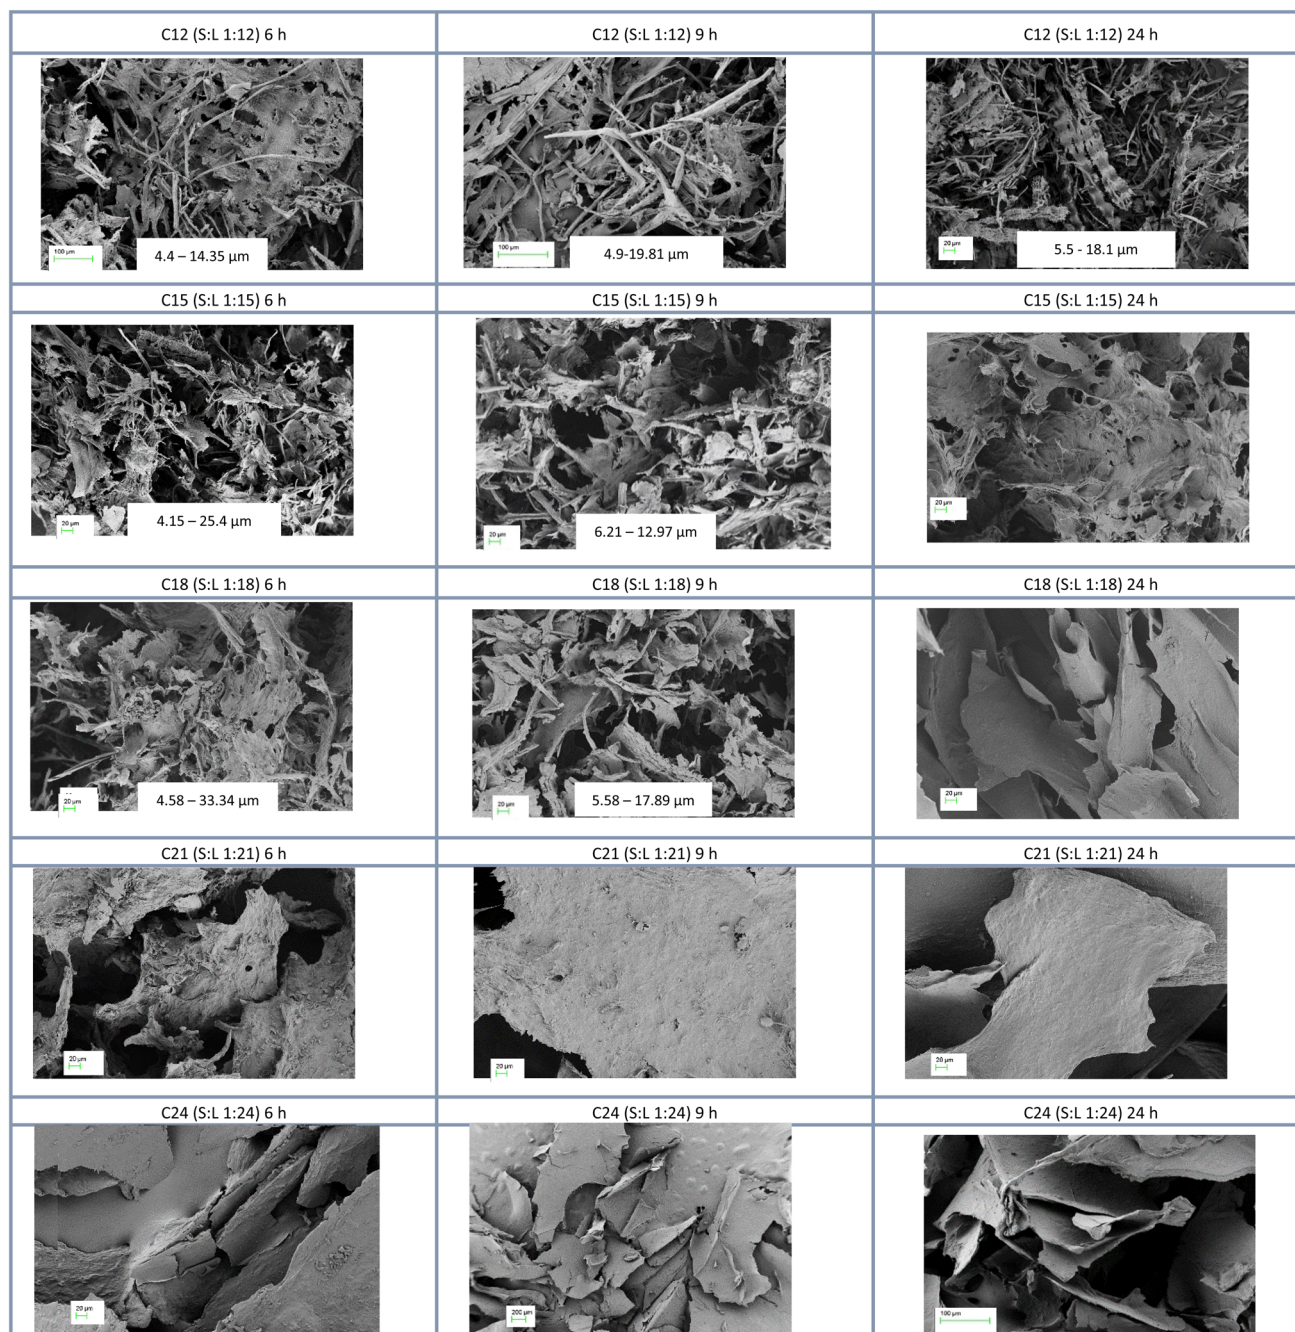 C12 (S:L 1:12) 6 h
C12 (S:L 1:12) 9 h
C12 (S:L 1:12) 24 h
100 µm
4.4 – 14.35 µm
100 µm
4.9-19.81 µm
20 µm
5.5 - 18.1 µm
C15 (S:L 1:15) 6 h
C15 (S:L 1:15) 9 h
C15 (S:L 1:15) 24 h
20 µm
4.15 – 25.4 µm
20 µm
6.21 – 12.97 µm
20 µm
C18 (S:L 1:18) 6 h
C18 (S:L 1:18) 9 h
C18 (S:L 1:18) 24 h
20 µm
4.58 – 33.34 µm
20 µm
5.58 – 17.89 µm
20 µm
C21 (S:L 1:21) 6 h
C21 (S:L 1:21) 9 h
C21 (S:L 1:21) 24 h
20 µm
20 µm
20 µm
C24 (S:L 1:24) 6 h
C24 (S:L 1:24) 9 h
C24 (S:L 1:24) 24 h
20 µm
200 µm
100 µm